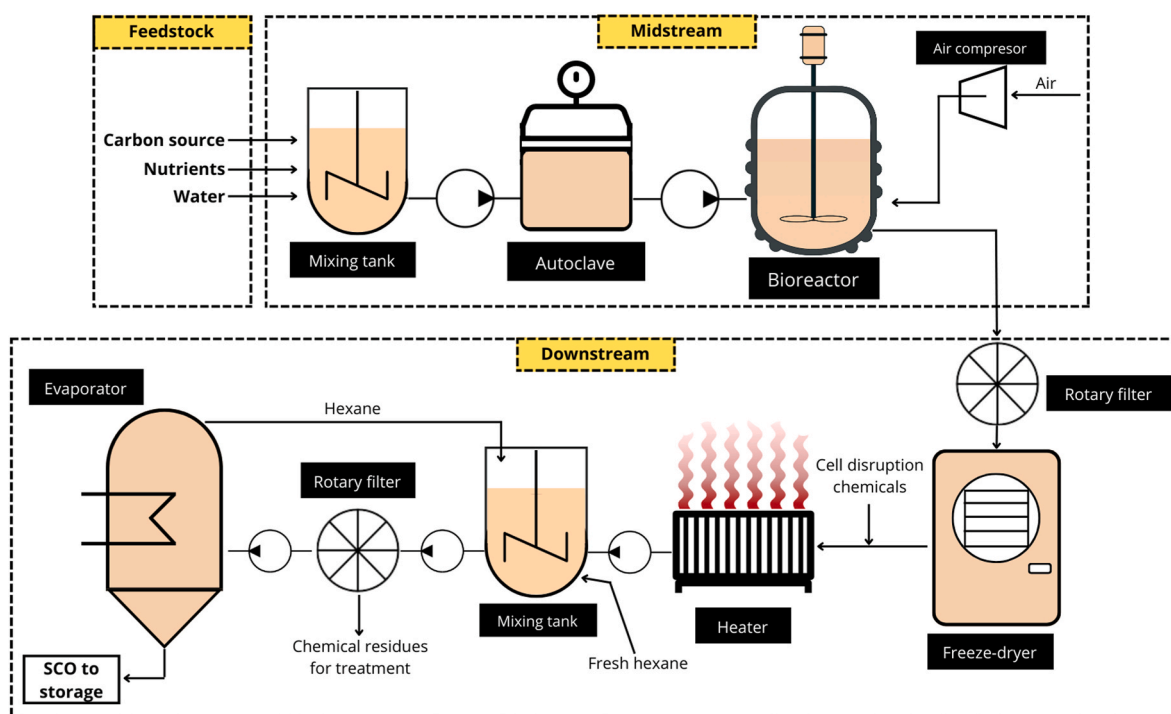 Feedstock
Midstream
Air compresor
Air
Carbon source
Nutrients
Water
Mixing tank
Autoclave
Bioreactor
Downstream
Evaporator
Hexane
Rotary filter
Rotary filter
Cell disruption
chemicals
Mixing tank
Heater
Freeze-dryer
Chemical residues
for treatment
Fresh hexane
SCO to
storage